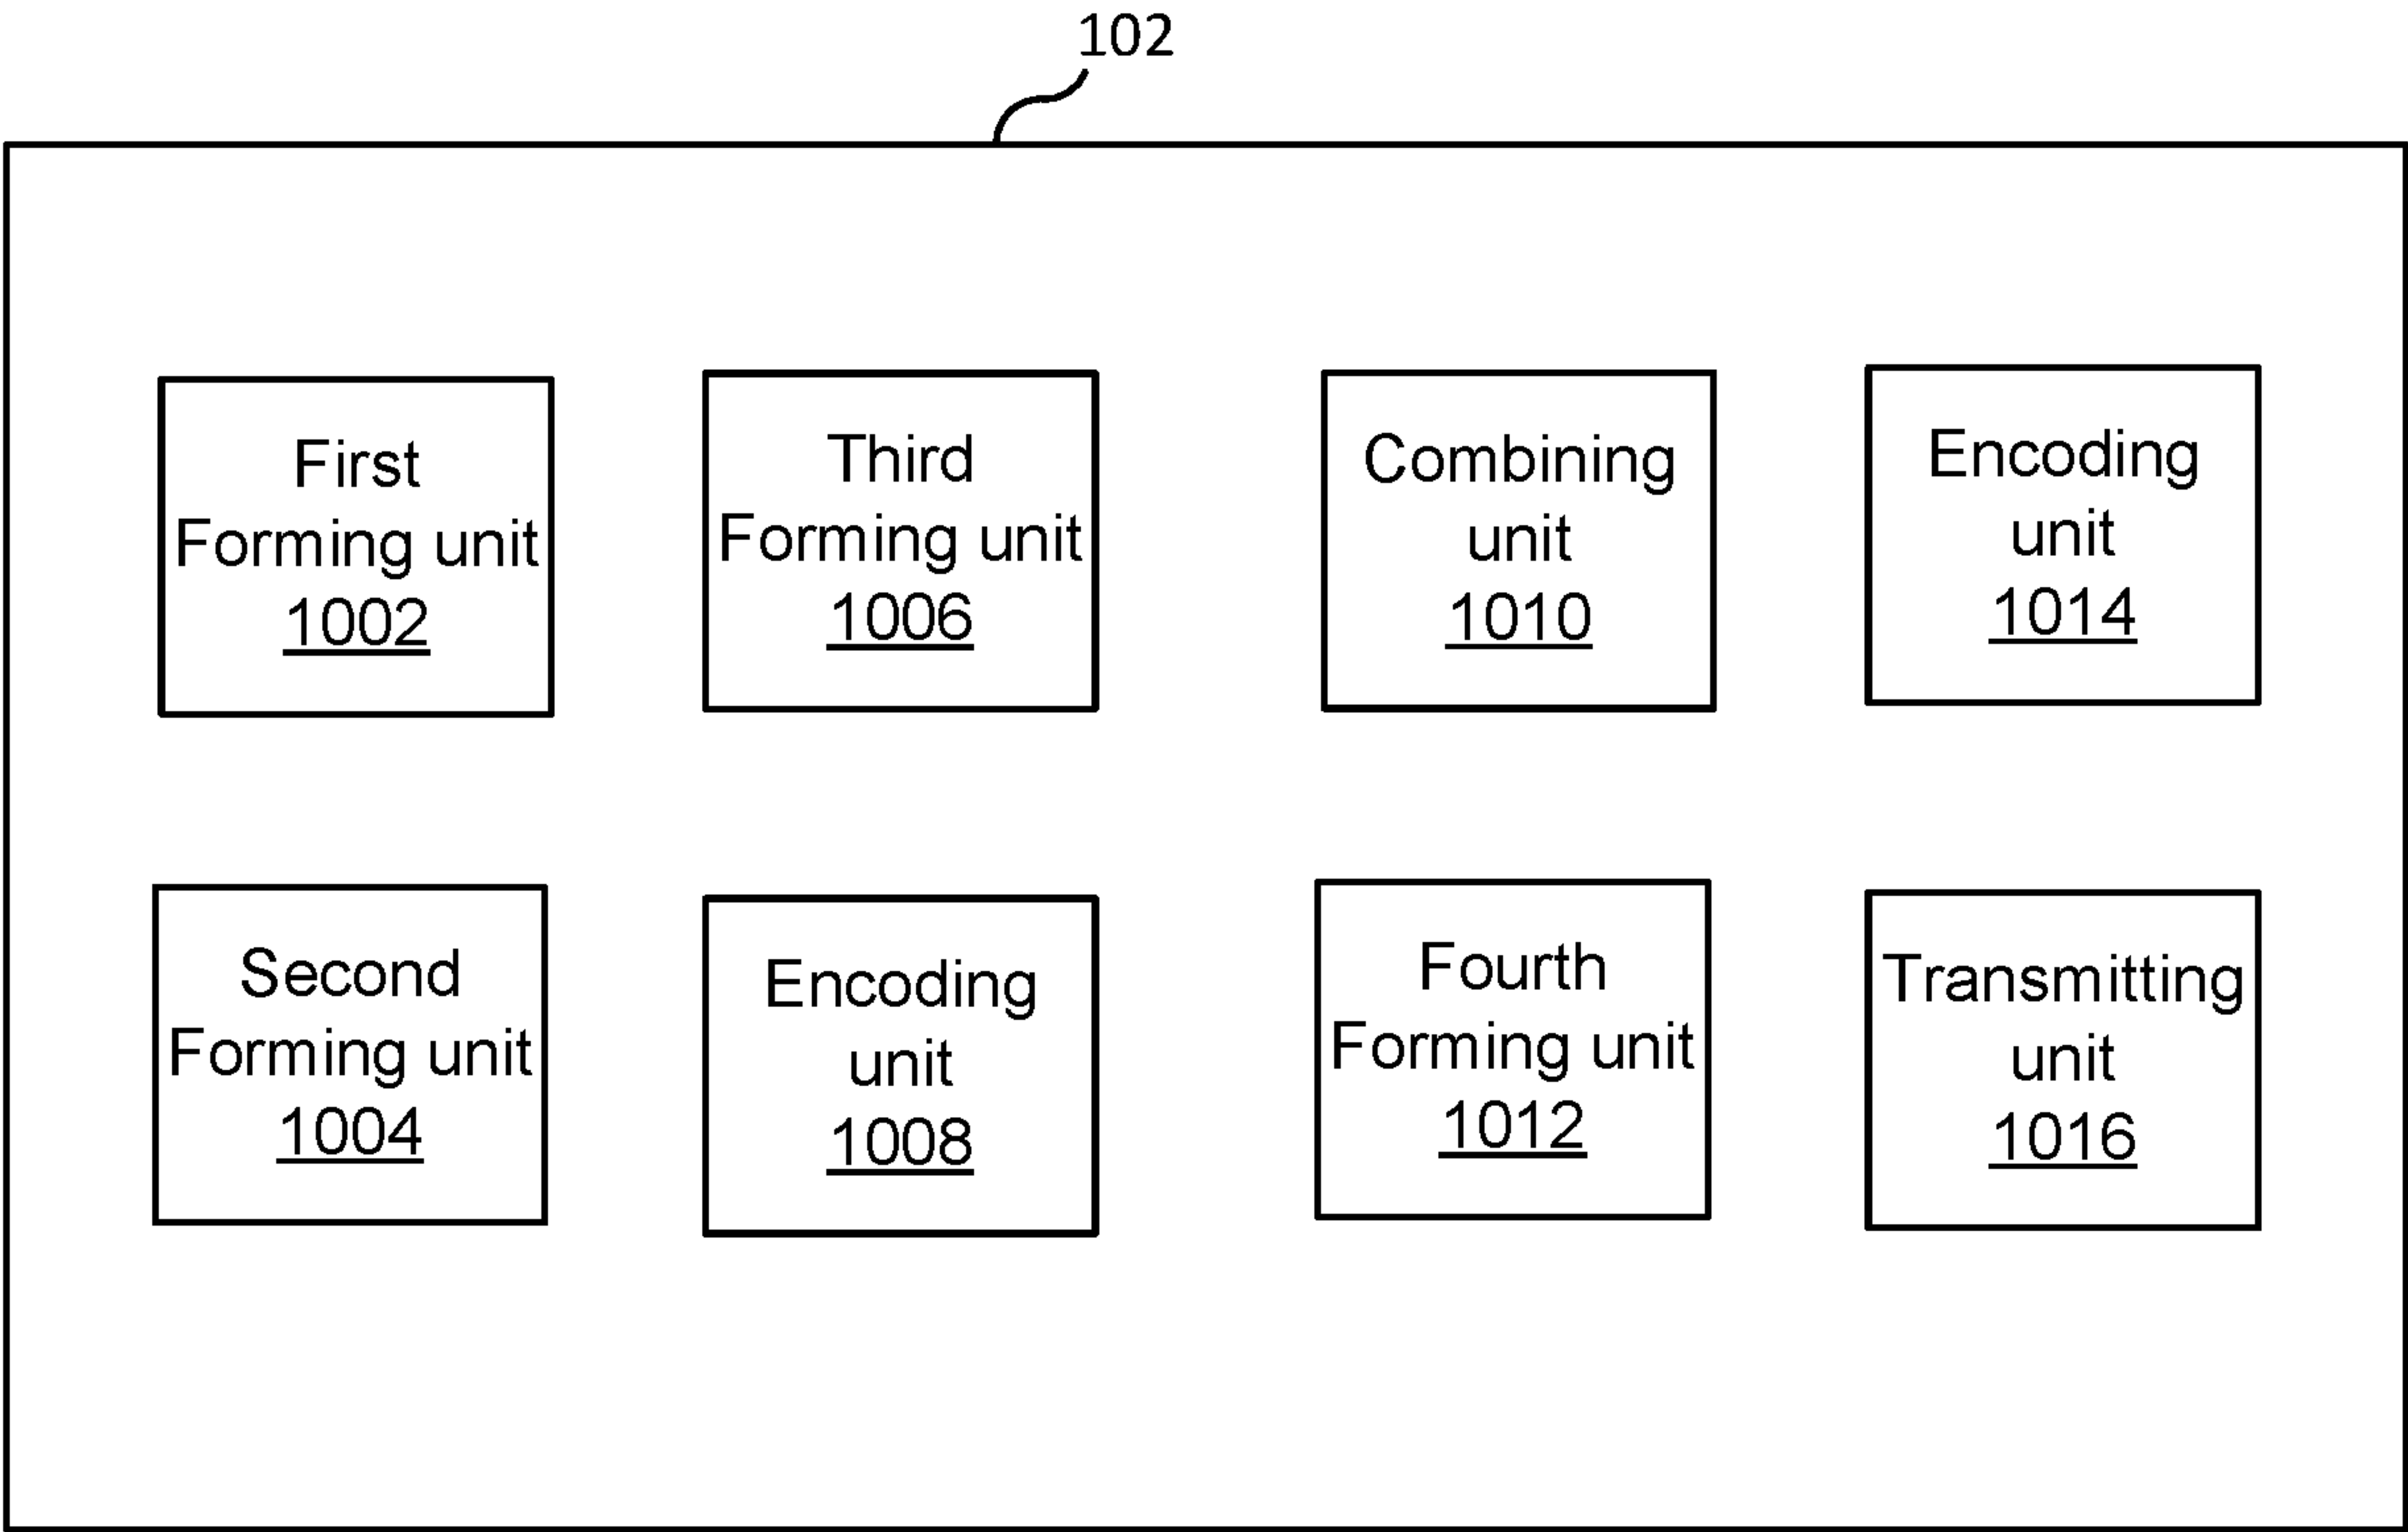 102
First
Forming unit
1002
Third
Forming unit
1006
Combining
unit
1010
Encoding
unit
1014
Second
Forming unit
1004
Encoding
unit
1008
Fourth
Forming unit
1012
Transmitting
unit
1016